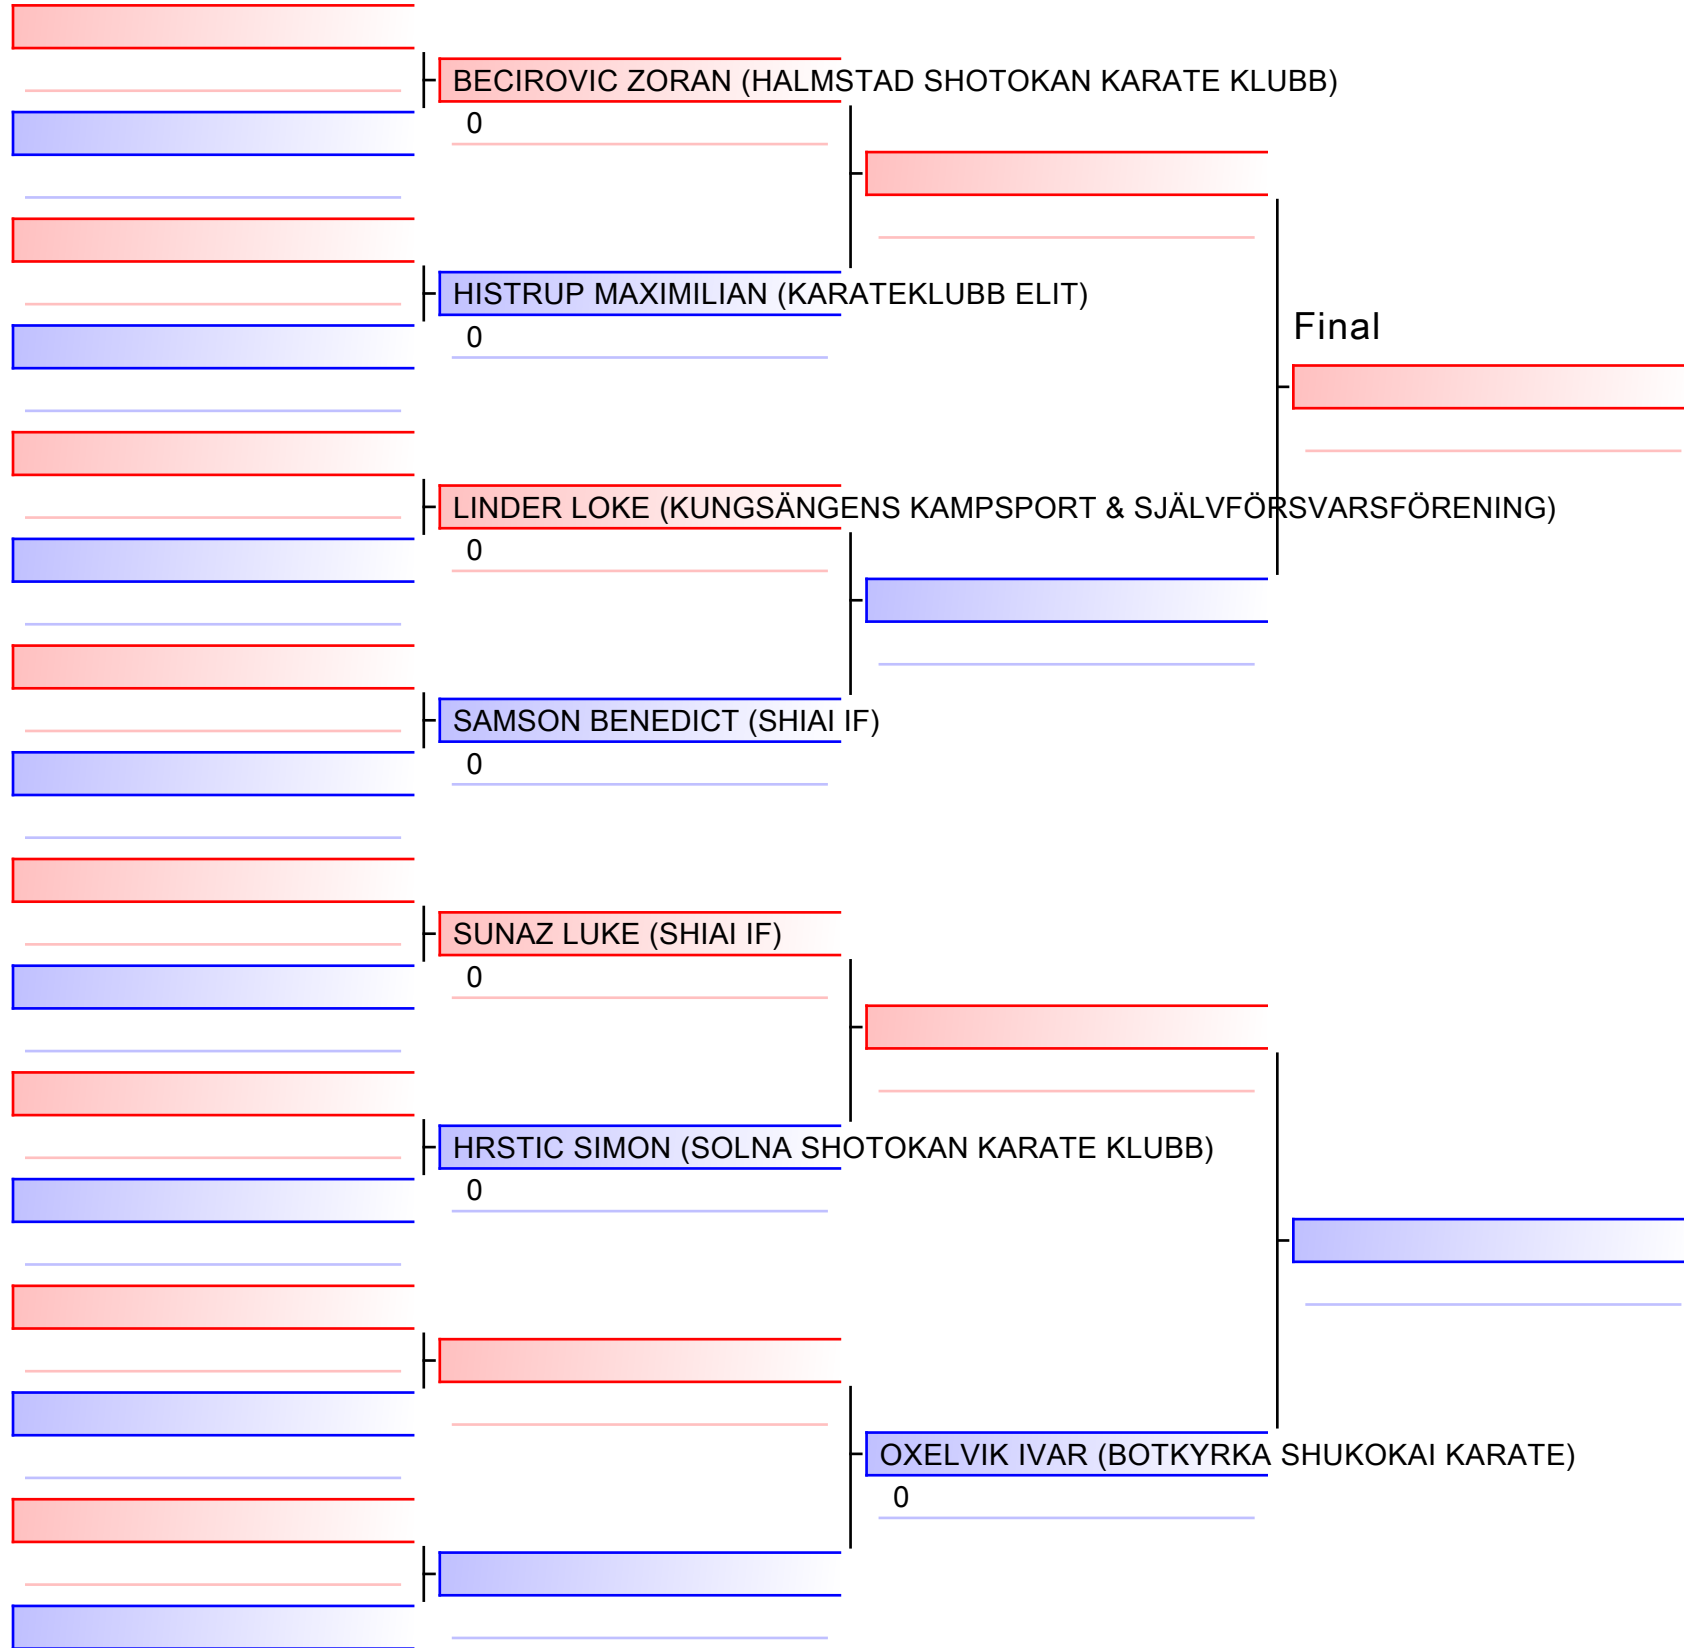 BECIROVIC ZORAN (HALMSTAD SHOTOKAN KARATE KLUBB)
0
HISTRUP MAXIMILIAN (KARATEKLUBB ELIT)
0
Final
LINDER LOKE (KUNGSÄNGENS KAMPSPORT & SJÄLVFÖRSVARSFÖRENING)
0
SAMSON BENEDICT (SHIAI IF)
0
SUNAZ LUKE (SHIAI IF)
0
HRSTIC SIMON (SOLNA SHOTOKAN KARATE KLUBB)
0
OXELVIK IVAR (BOTKYRKA SHUKOKAI KARATE)
0